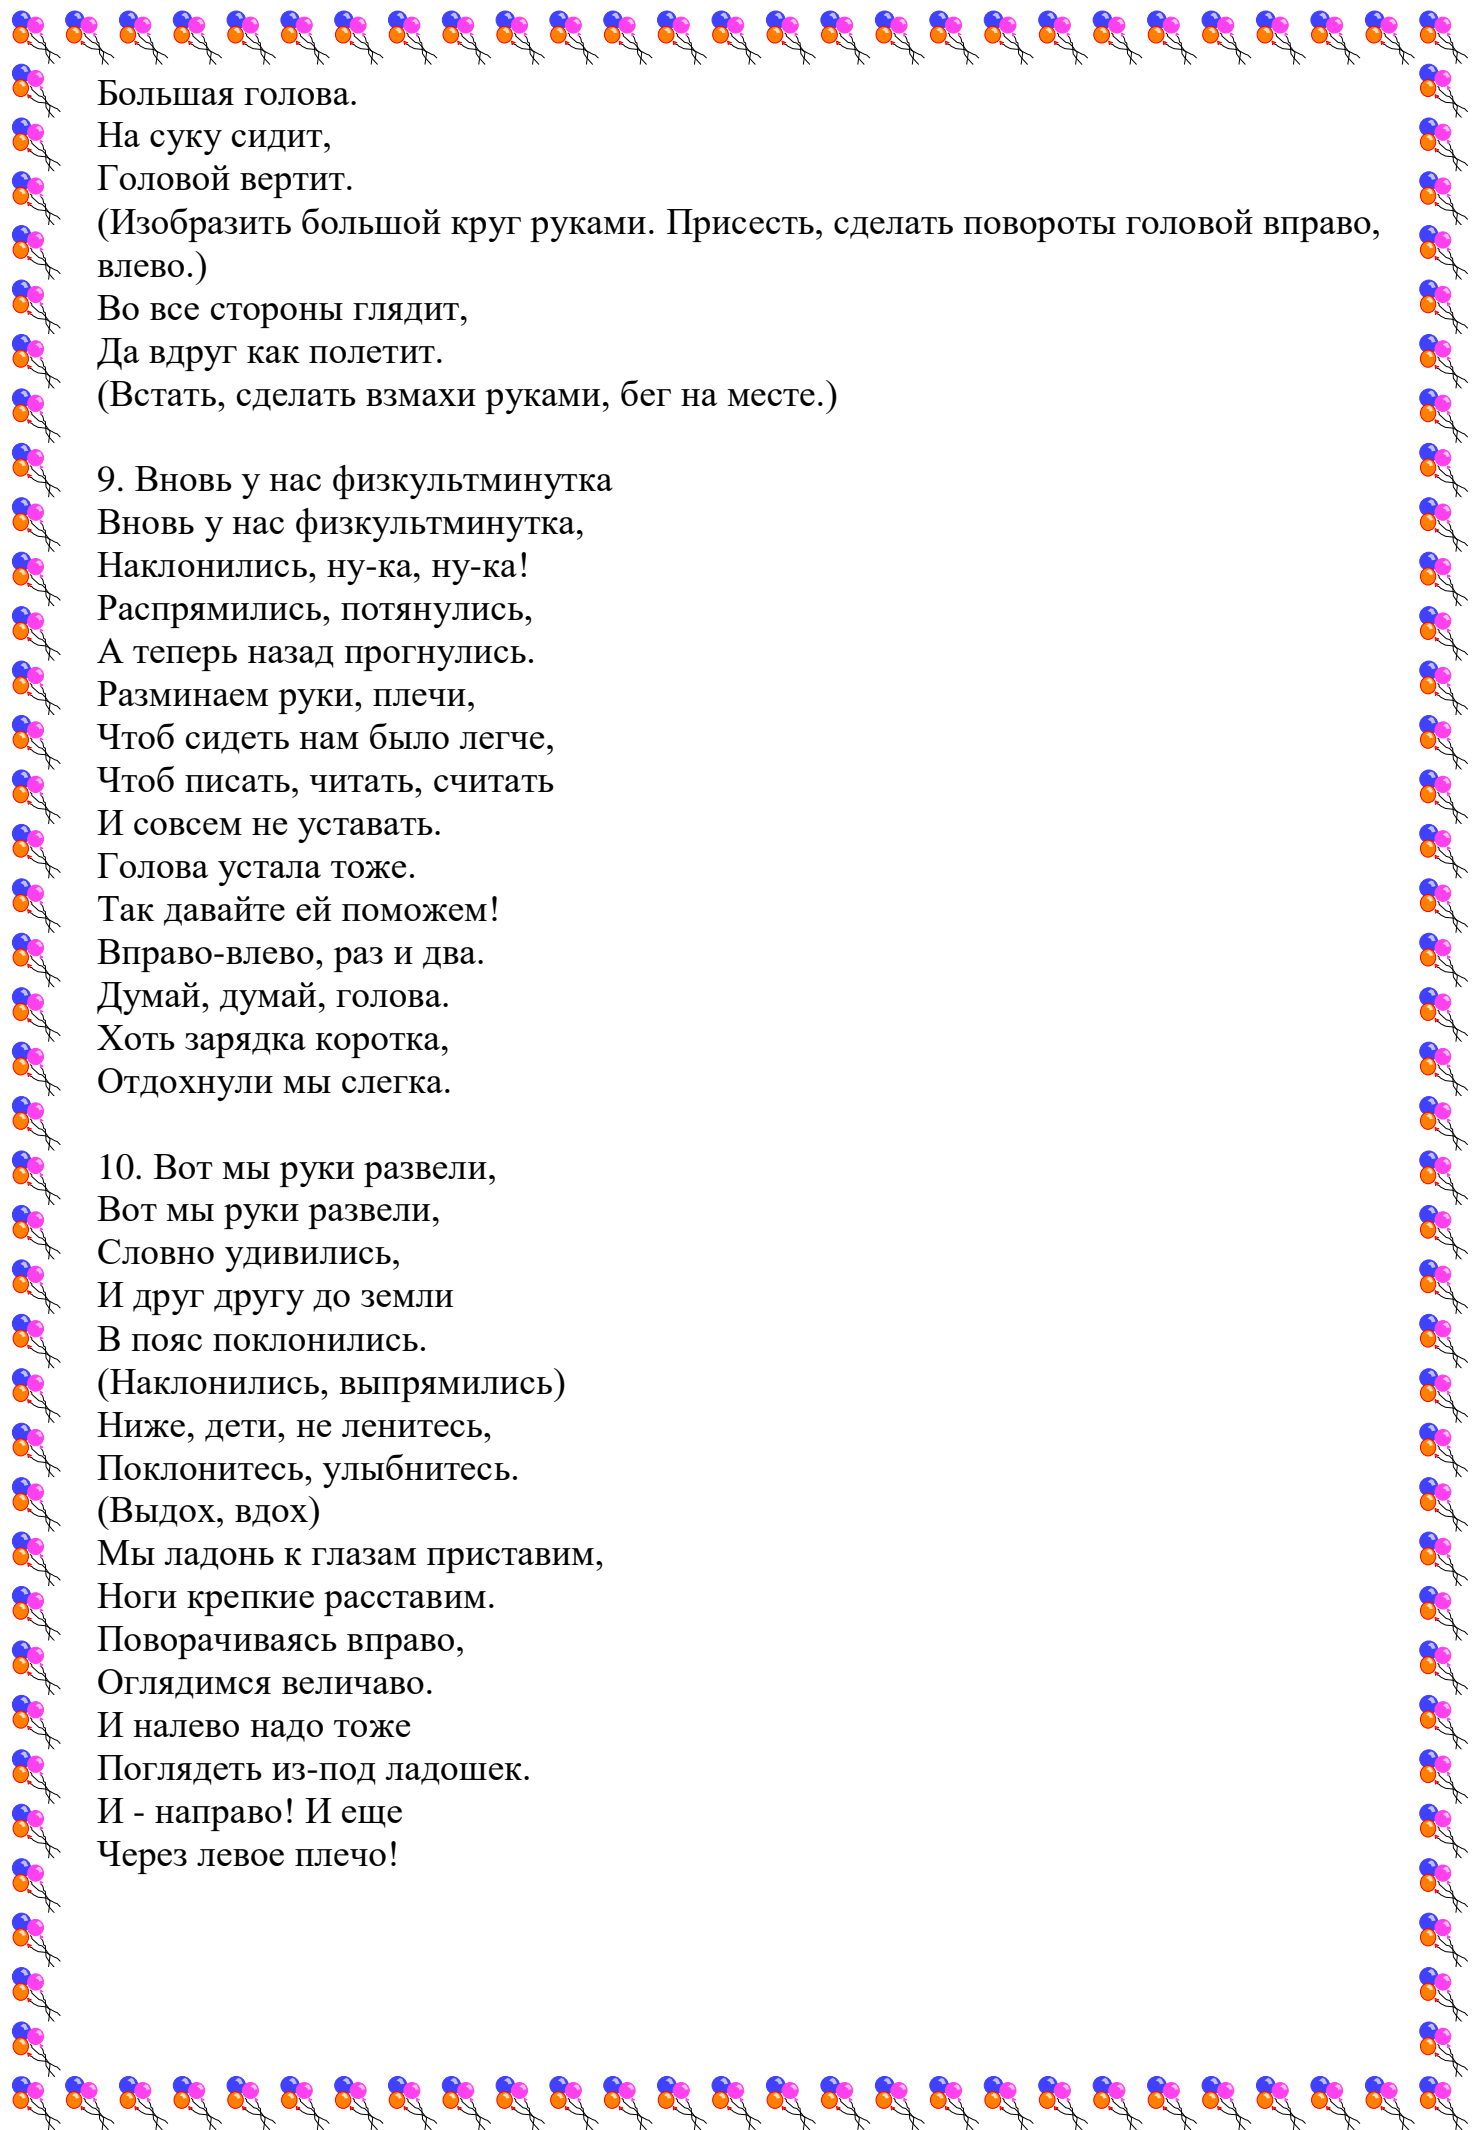 Большая голова.
На суку сидит,
Головой вертит.
(Изобразить большой круг руками. Присесть, сделать повороты головой вправо,
влево.)
Во все стороны глядит,
Да вдруг как полетит.
(Встать, сделать взмахи руками, бег на месте.)
9. Вновь у нас физкультминутка
Вновь у нас физкультминутка,
Наклонились, ну-ка, ну-ка!
Распрямились, потянулись,
А теперь назад прогнулись.
Разминаем руки, плечи,
Чтоб сидеть нам было легче,
Чтоб писать, читать, считать
И совсем не уставать.
Голова устала тоже.
Так давайте ей поможем!
Вправо-влево, раз и два.
Думай, думай, голова.
Хоть зарядка коротка,
Отдохнули мы слегка.
10. Вот мы руки развели,
Вот мы руки развели,
Словно удивились,
И друг другу до земли
В пояс поклонились.
(Наклонились, выпрямились)
Ниже, дети, не ленитесь,
Поклонитесь, улыбнитесь.
(Выдох, вдох)
Мы ладонь к глазам приставим,
Ноги крепкие расставим.
Поворачиваясь вправо,
Оглядимся величаво.
И налево надо тоже
Поглядеть из-под ладошек.
И - направо! И еще
Через левое плечо!